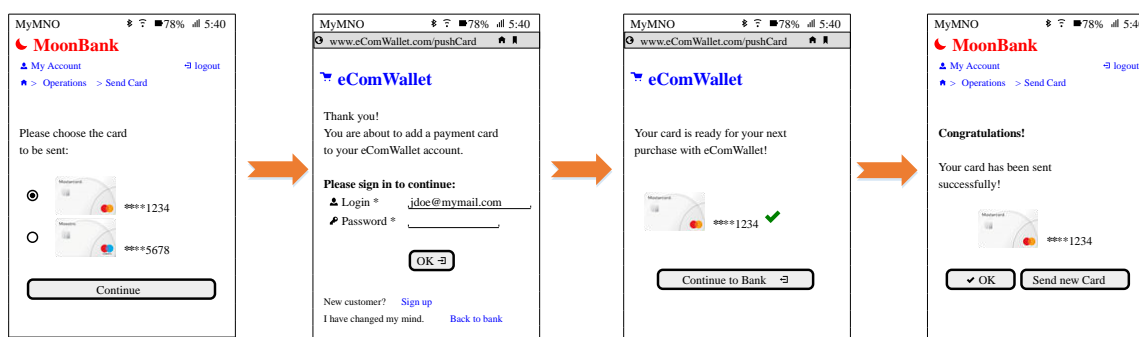 MyMNO 78% 5:40
MoonBank
My Account logout
> Operations > Send Card
Please choose the card
to be sent:
Mastercard
****1234
Maestro
****5678
Continue
MyMNO 78% 5:40
www.eComWallet.com/pushCard
eComWallet
Thank you!
You are about to add a payment card
to your eComWallet account.
Please sign in to continue:
Login * jdoe@mymail.com
Password *
OK
New customer? Sign up
I have changed my mind. Back to bank
MyMNO 78% 5:40
www.eComWallet.com/pushCard
eComWallet
Your card is ready for your next
purchase with eComWallet!
Mastercard
****1234
Continue to Bank
MyMNO 78% 5:40
MoonBank
My Account logout
> Operations > Send Card
Congratulations!
Your card has been sent
successfully!
Mastercard
****1234
OK Send new Card